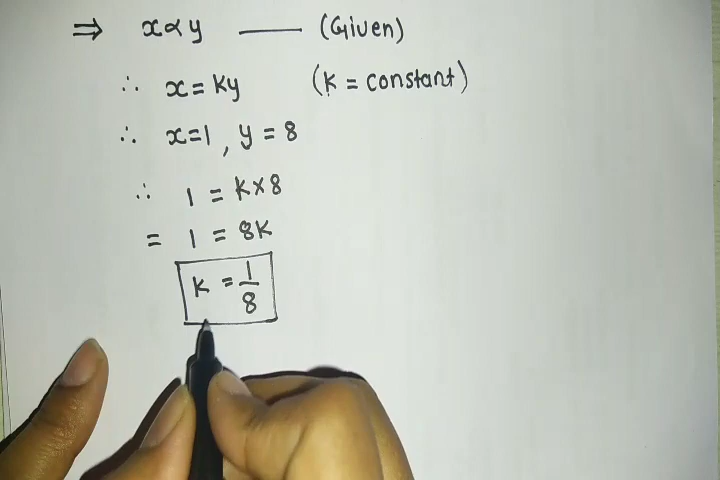 ⇒ x∝y —— (Given)
∴ x=Ky (K = constant)
∴ x=1, y=8
∴ 1 = K×8
= 1 = 8K
K = 1/8